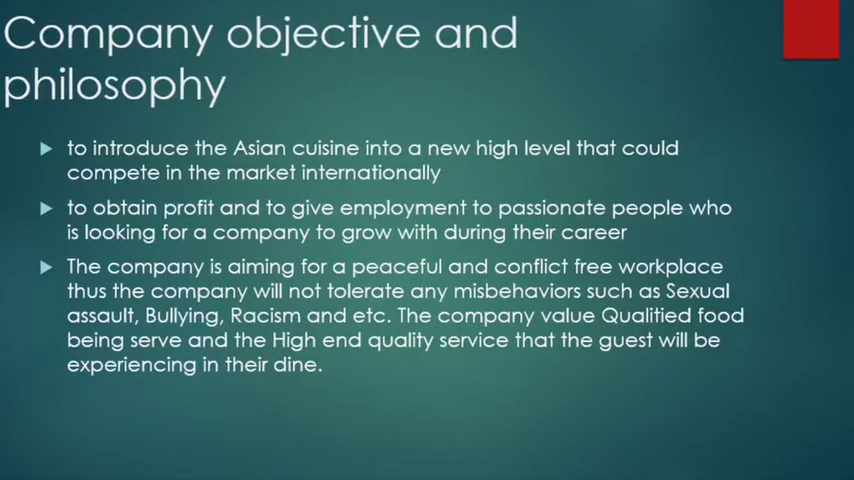 Company objective and
philosophy
to introduce the Asian cuisine into a new high level that could
compete in the market internationally
to obtain profit and to give employment to passionate people who
is looking for a company to grow with during their career
The company is aiming for a peaceful and conflict free workplace
thus the company will not tolerate any misbehaviors such as Sexual
assault, Bullying, Racism and etc. The company value Qualitied food
being serve and the High end quality service that the guest will be
experiencing in their dine.